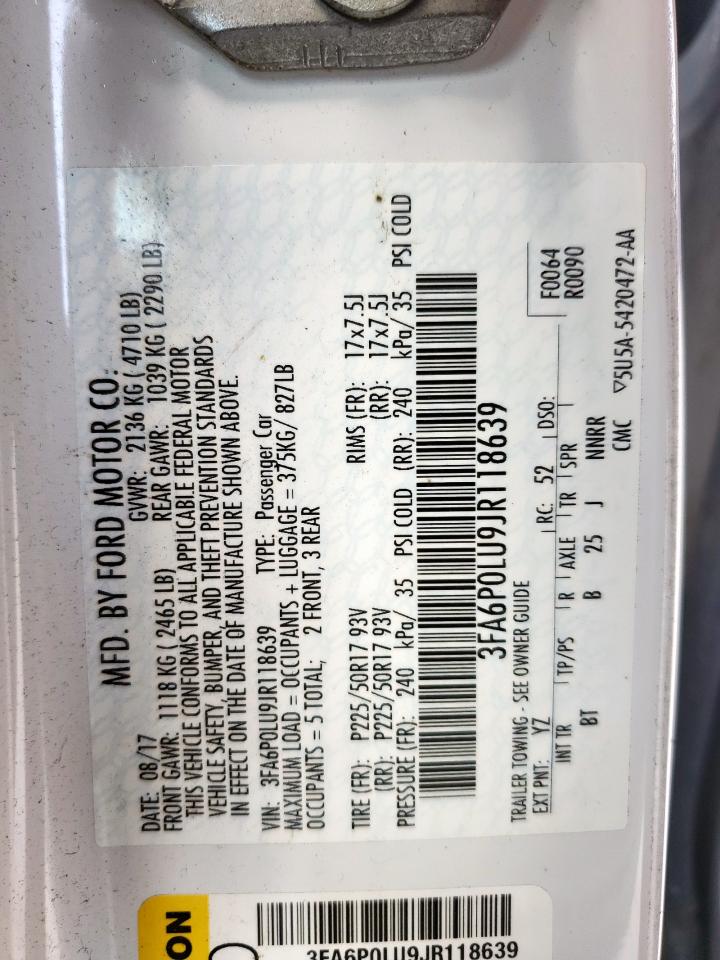 MFD. BY FORD MOTOR CO.
DATE: 08/17 GVWR: 2136 KG ( 4710 LB)
FRONT GAWR: 1118 KG ( 2465 LB) REAR GAWR: 1039 KG ( 2290 LB)
THIS VEHICLE CONFORMS TO ALL APPLICABLE FEDERAL MOTOR
VEHICLE SAFETY, BUMPER, AND THEFT PREVENTION STANDARDS
IN EFFECT ON THE DATE OF MANUFACTURE SHOWN ABOVE.
VIN: 3FA6P0LU9JR118639 TYPE: Passenger Car
MAXIMUM LOAD = OCCUPANTS + LUGGAGE = 375KG/ 827LB
OCCUPANTS = 5 TOTAL; 2 FRONT, 3 REAR
TIRE (FR): P225/50R17 93V RIMS (FR): 17x7.5J
(RR): P225/50R17 93V (RR): 17x7.5J
PRESSURE (FR): 240 kPa/ 35 PSI COLD (RR): 240 kPa/ 35 PSI COLD
3FA6P0LU9JR118639
TRAILER TOWING - SEE OWNER GUIDE
EXT PNT: YZ RC: 52 DSO: F0064
R0090
INT TR TP/PS R AXLE TR SPR
BT B 25 J NNRR
CMC ▽5U5A-5420472-AA
ON
3FA6P0LU9JR118639